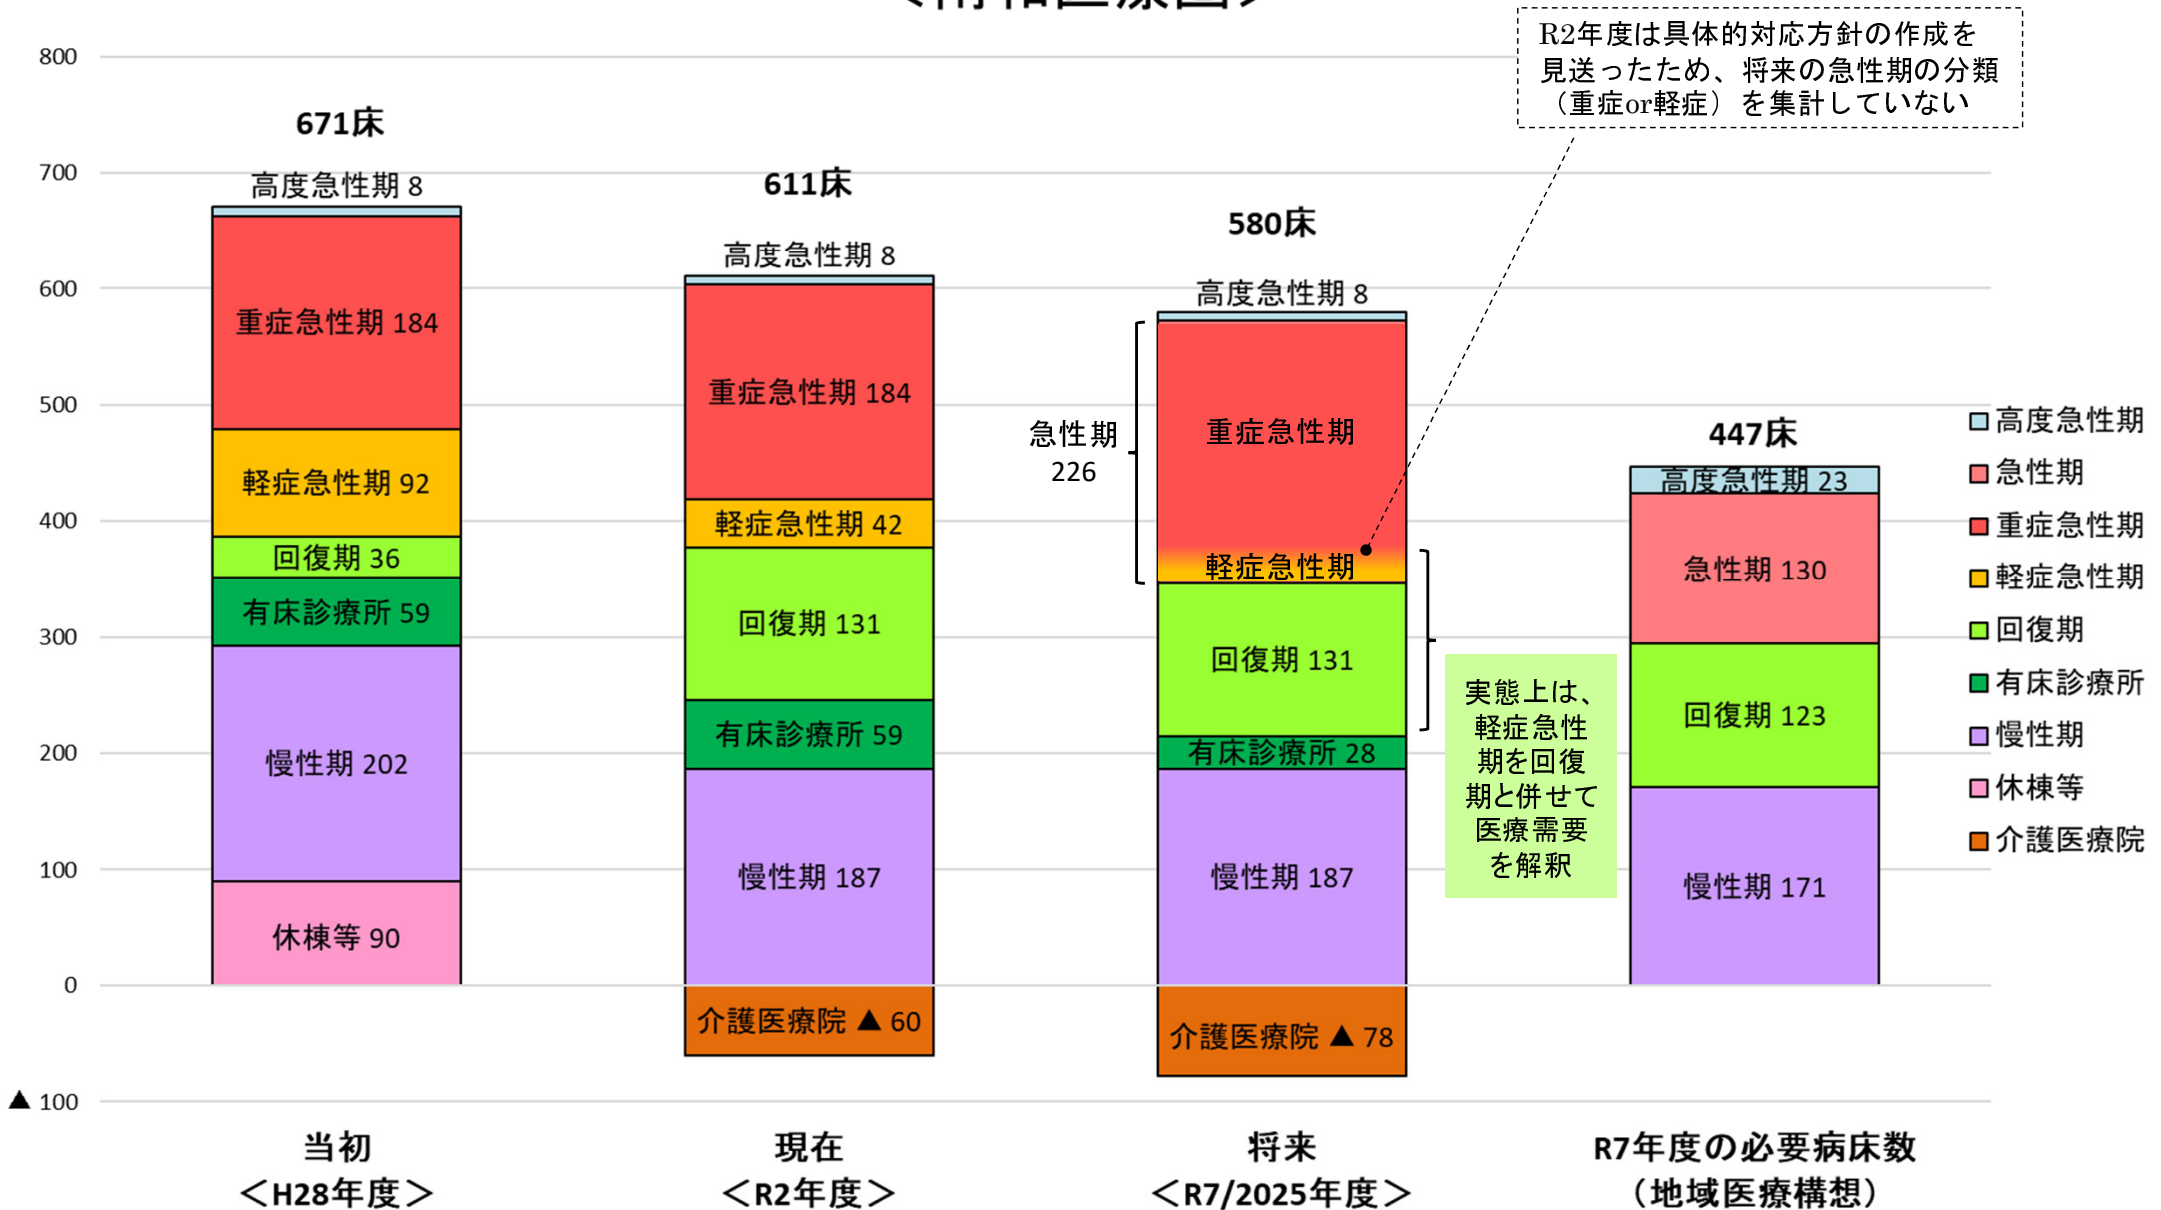 R2年度は具体的対応方針の作成を
見送ったため、将来の急性期の分類
（重症or軽症）を集計していない
800
700
600
500
400
300
200
100
0
▲ 100
671床
高度急性期 8
重症急性期 184
軽症急性期 92
回復期 36
有床診療所 59
慢性期 202
休棟等 90
611床
高度急性期 8
重症急性期 184
軽症急性期 42
回復期 131
有床診療所 59
慢性期 187
介護医療院 ▲ 60
580床
高度急性期 8
急性期
226
重症急性期
軽症急性期
回復期 131
有床診療所 28
慢性期 187
介護医療院 ▲ 78
実態上は、
軽症急性
期を回復
期と併せて
医療需要
を解釈
447床
高度急性期 23
急性期 130
回復期 123
慢性期 171
高度急性期
急性期
重症急性期
軽症急性期
回復期
有床診療所
慢性期
休棟等
介護医療院
当初
＜H28年度＞
現在
＜R2年度＞
将来
＜R7/2025年度＞
R7年度の必要病床数
（地域医療構想）